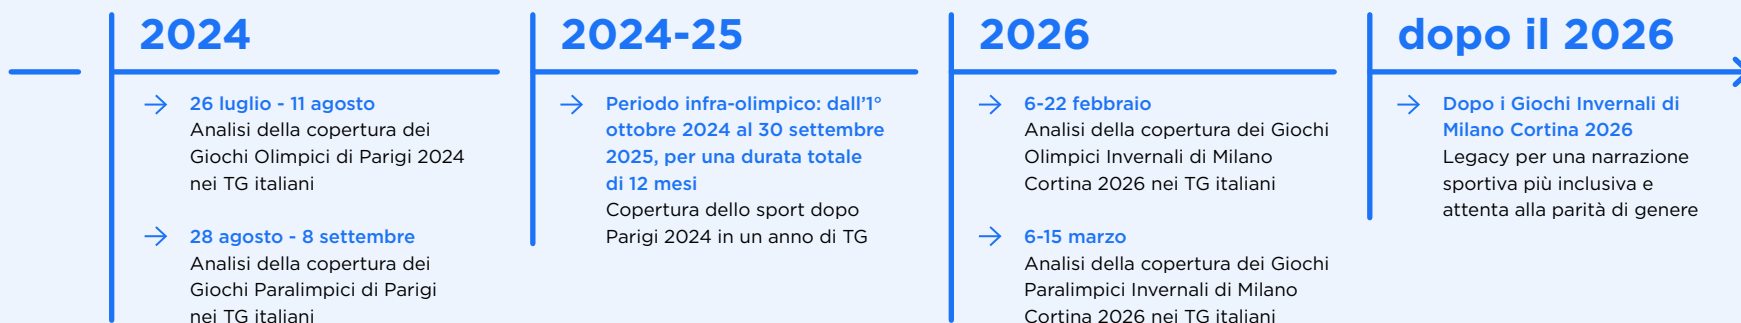 2024
26 luglio - 11 agosto
Analisi della copertura dei
Giochi Olimpici di Parigi 2024
nei TG italiani
28 agosto - 8 settembre
Analisi della copertura dei
Giochi Paralimpici di Parigi
nei TG italiani
2024-25
Periodo infra-olimpico: dall'1°
ottobre 2024 al 30 settembre
2025, per una durata totale
di 12 mesi
Copertura dello sport dopo
Parigi 2024 in un anno di TG
2026
6-22 febbraio
Analisi della copertura dei Giochi
Olimpici Invernali di Milano
Cortina 2026 nei TG italiani
6-15 marzo
Analisi della copertura dei Giochi
Paralimpici Invernali di Milano
Cortina 2026 nei TG italiani
dopo il 2026
Dopo i Giochi Invernali di
Milano Cortina 2026
Legacy per una narrazione
sportiva più inclusiva e
attenta alla parità di genere